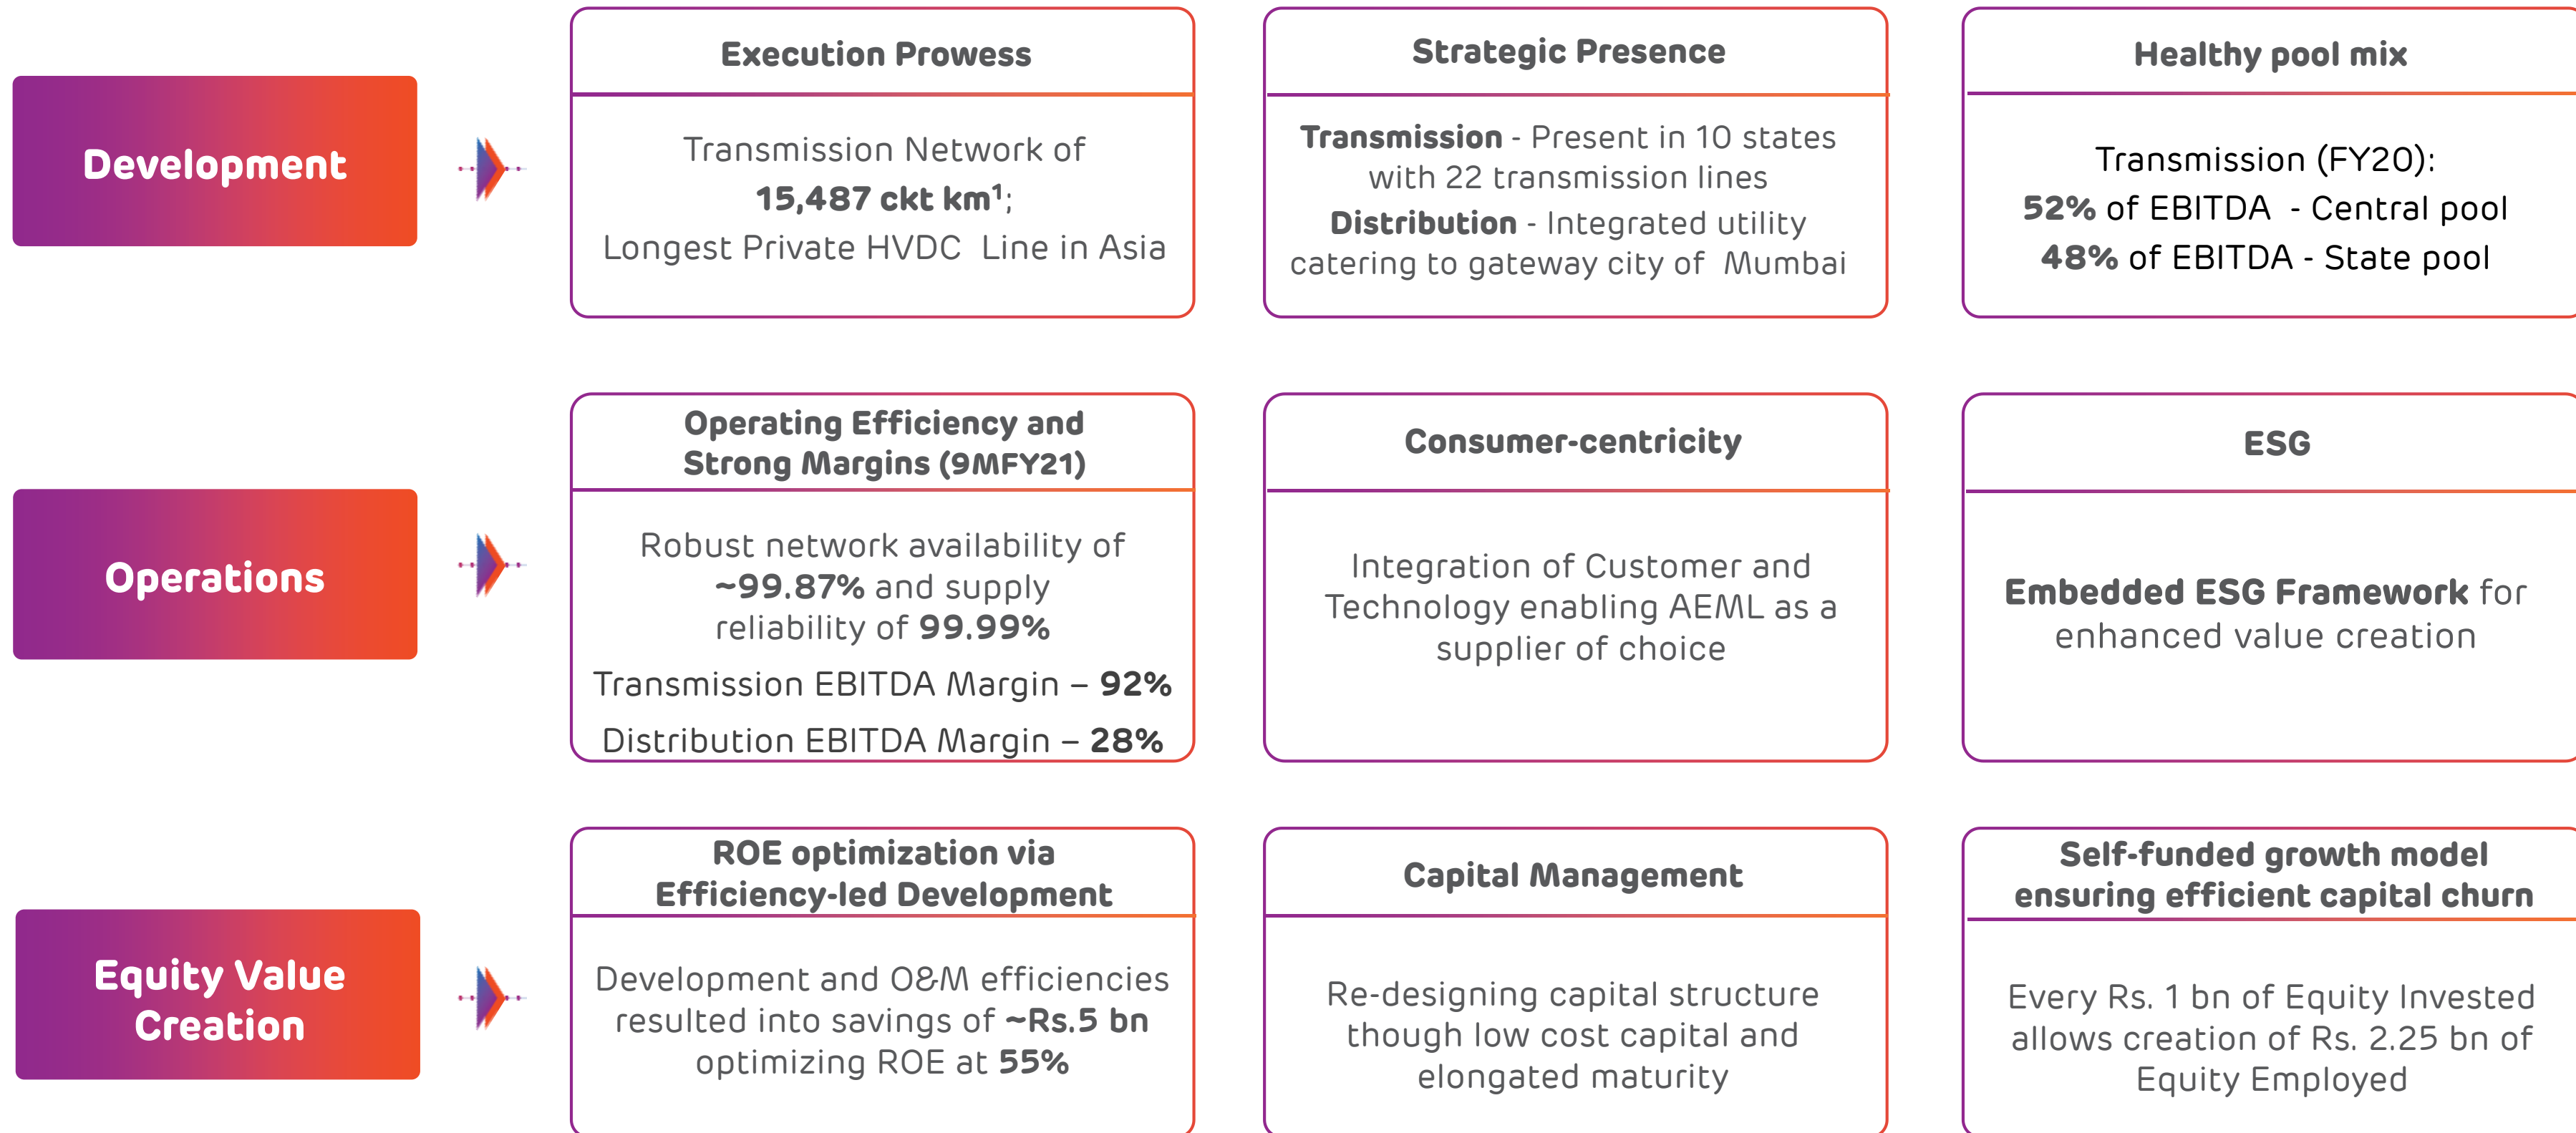 Development
Execution Prowess
Transmission Network of
15,487 ckt km¹;
Longest Private HVDC Line in Asia
Strategic Presence
Transmission - Present in 10 states
with 22 transmission lines
Distribution - Integrated utility
catering to gateway city of Mumbai
Healthy pool mix
Transmission (FY20):
52% of EBITDA - Central pool
48% of EBITDA - State pool
Operations
Operating Efficiency and
Strong Margins (9MFY21)
Robust network availability of
~99.87% and supply
reliability of 99.99%
Transmission EBITDA Margin – 92%
Distribution EBITDA Margin – 28%
Consumer-centricity
Integration of Customer and
Technology enabling AEML as a
supplier of choice
ESG
Embedded ESG Framework for
enhanced value creation
Equity Value
Creation
ROE optimization via
Efficiency-led Development
Development and O&M efficiencies
resulted into savings of ~Rs.5 bn
optimizing ROE at 55%
Capital Management
Re-designing capital structure
though low cost capital and
elongated maturity
Self-funded growth model
ensuring efficient capital churn
Every Rs. 1 bn of Equity Invested
allows creation of Rs. 2.25 bn of
Equity Employed